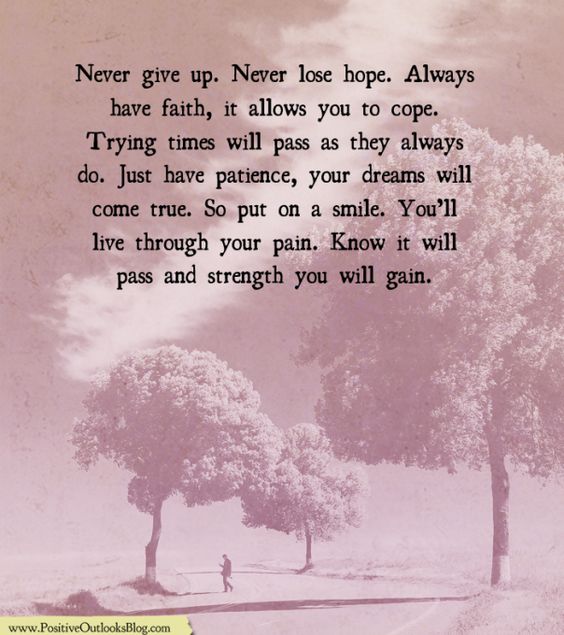 Never give up. Never lose hope. Always
have faith, it allows you to cope.
Trying times will pass as they always
do. Just have patience, your dreams will
come true. So put on a smile. You'll
live through your pain. Know it will
pass and strength you will gain.
www.PositiveOutlooksBlog.com